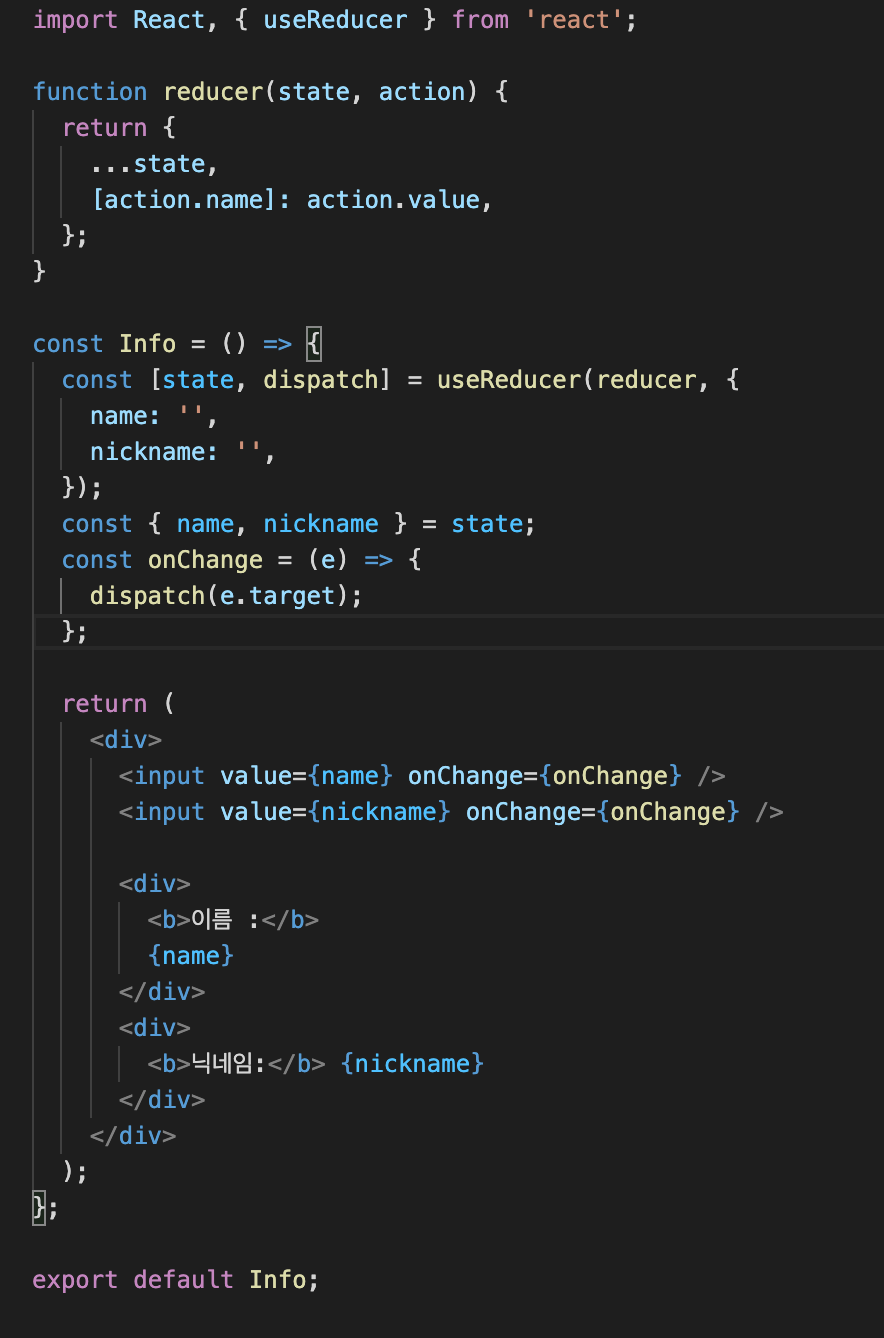 import React, { useReducer } from 'react';

function reducer(state, action) {
  return {
    ...state,
    [action.name]: action.value,
  };
}

const Info = () => {
  const [state, dispatch] = useReducer(reducer, {
    name: '',
    nickname: '',
  });
  const { name, nickname } = state;
  const onChange = (e) => {
    dispatch(e.target);
  };

  return (
    <div>
      <input value={name} onChange={onChange} />
      <input value={nickname} onChange={onChange} />

      <div>
        <b>이름 :</b>
        {name}
      </div>
      <div>
        <b>닉네임:</b> {nickname}
      </div>
    </div>
  );
};

export default Info;